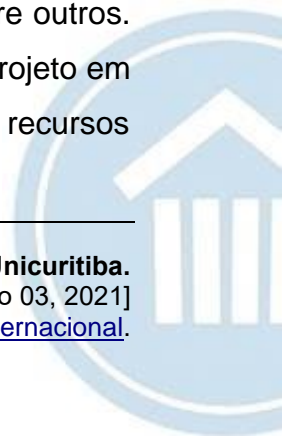 re outros.
rojeto em
recursos
Unicuritiba.
o 03, 2021]
ernacional.